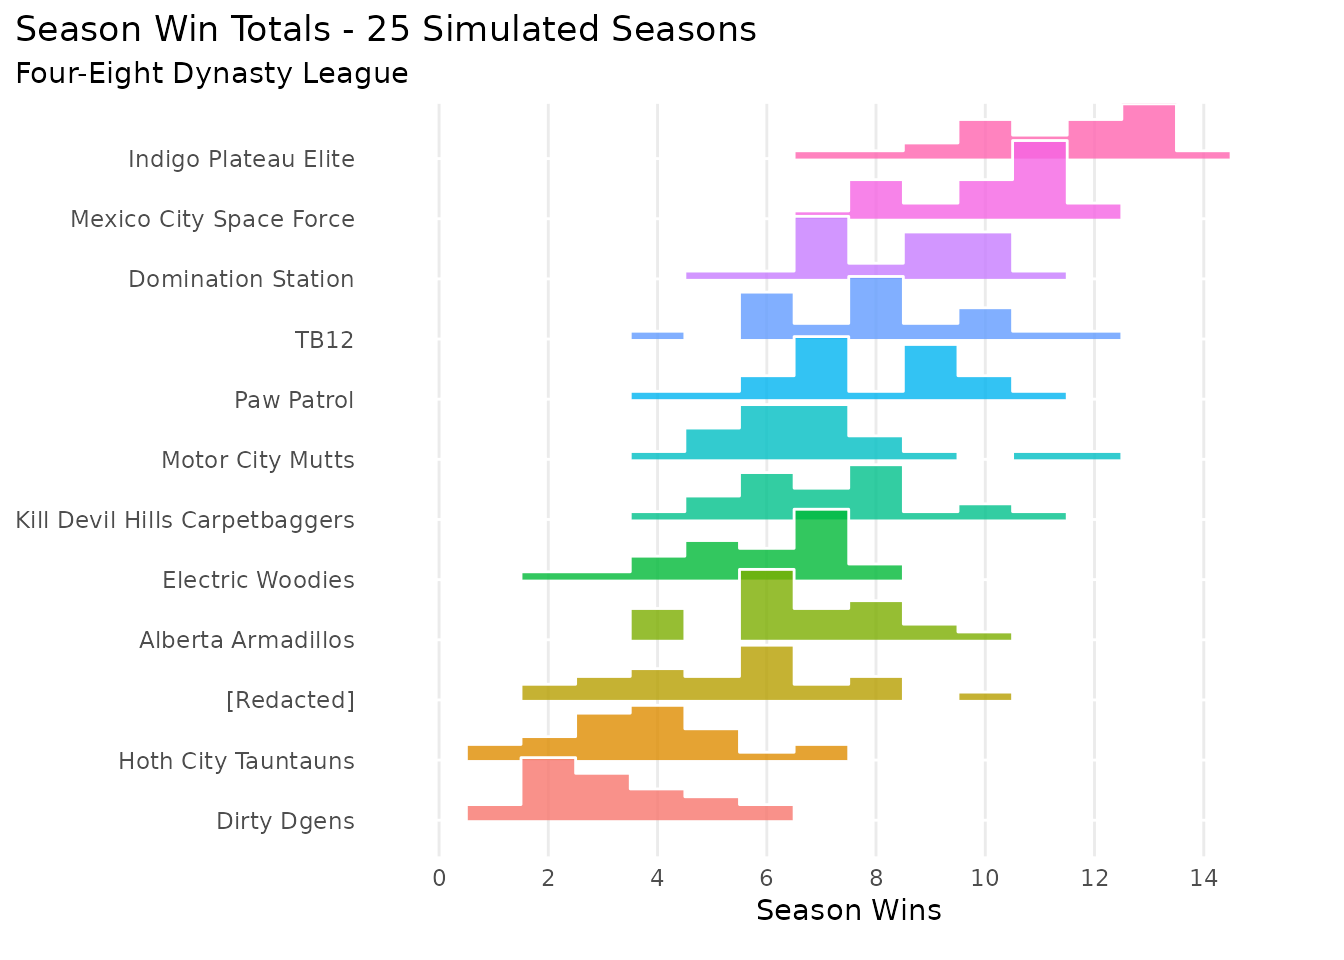 Season Win Totals - 25 Simulated Seasons
Four-Eight Dynasty League
Indigo Plateau Elite
Mexico City Space Force
Domination Station
TB12
Paw Patrol
Motor City Mutts
Kill Devil Hills Carpetbaggers
Electric Woodies
Alberta Armadillos
[Redacted]
Hoth City Tauntauns
Dirty Dgens
0 2 4 6 8 10 12 14
Season Wins